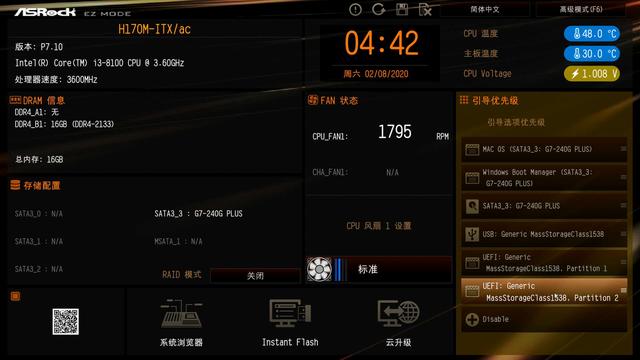 ASRock EZ MODE
简体中文
高级模式(F6)
H170M-ITX/ac
版本: P7.10
Intel(R) Core(TM) i3-8100 CPU @ 3.60GHz
处理器速度: 3600MHz
04:42
周六 02/08/2020
CPU 温度
48.0 °C
主板温度
30.0 °C
CPU Voltage
1.008 V
DRAM 信息
DDR4_A1: 无
DDR4_B1: 16GB (DDR4-2133)
总内存: 16GB
存储配置
SATA3_0 : N/A
SATA3_3 : G7-240G PLUS
SATA3_1 : N/A
MSATA_1 : N/A
SATA3_2 : N/A
RAID 模式
关闭
FAN 状态
CPU_FAN1:
1795
RPM
CHA_FAN1:
N/A
CPU 风扇 1 设置
标准
引导优先级
引导选项优先级
MAC OS (SATA3_3: G7-240G PLUS)
Windows Boot Manager (SATA3_3:
G7-240G PLUS)
SATA3_3: G7-240G PLUS
USB: Generic MassStorageClass1538
UEFI: Generic
MassStorageClass1538, Partition 1
UEFI: Generic
MassStorageClass1538, Partition 2
Disable
系统浏览器
Instant Flash
云升级